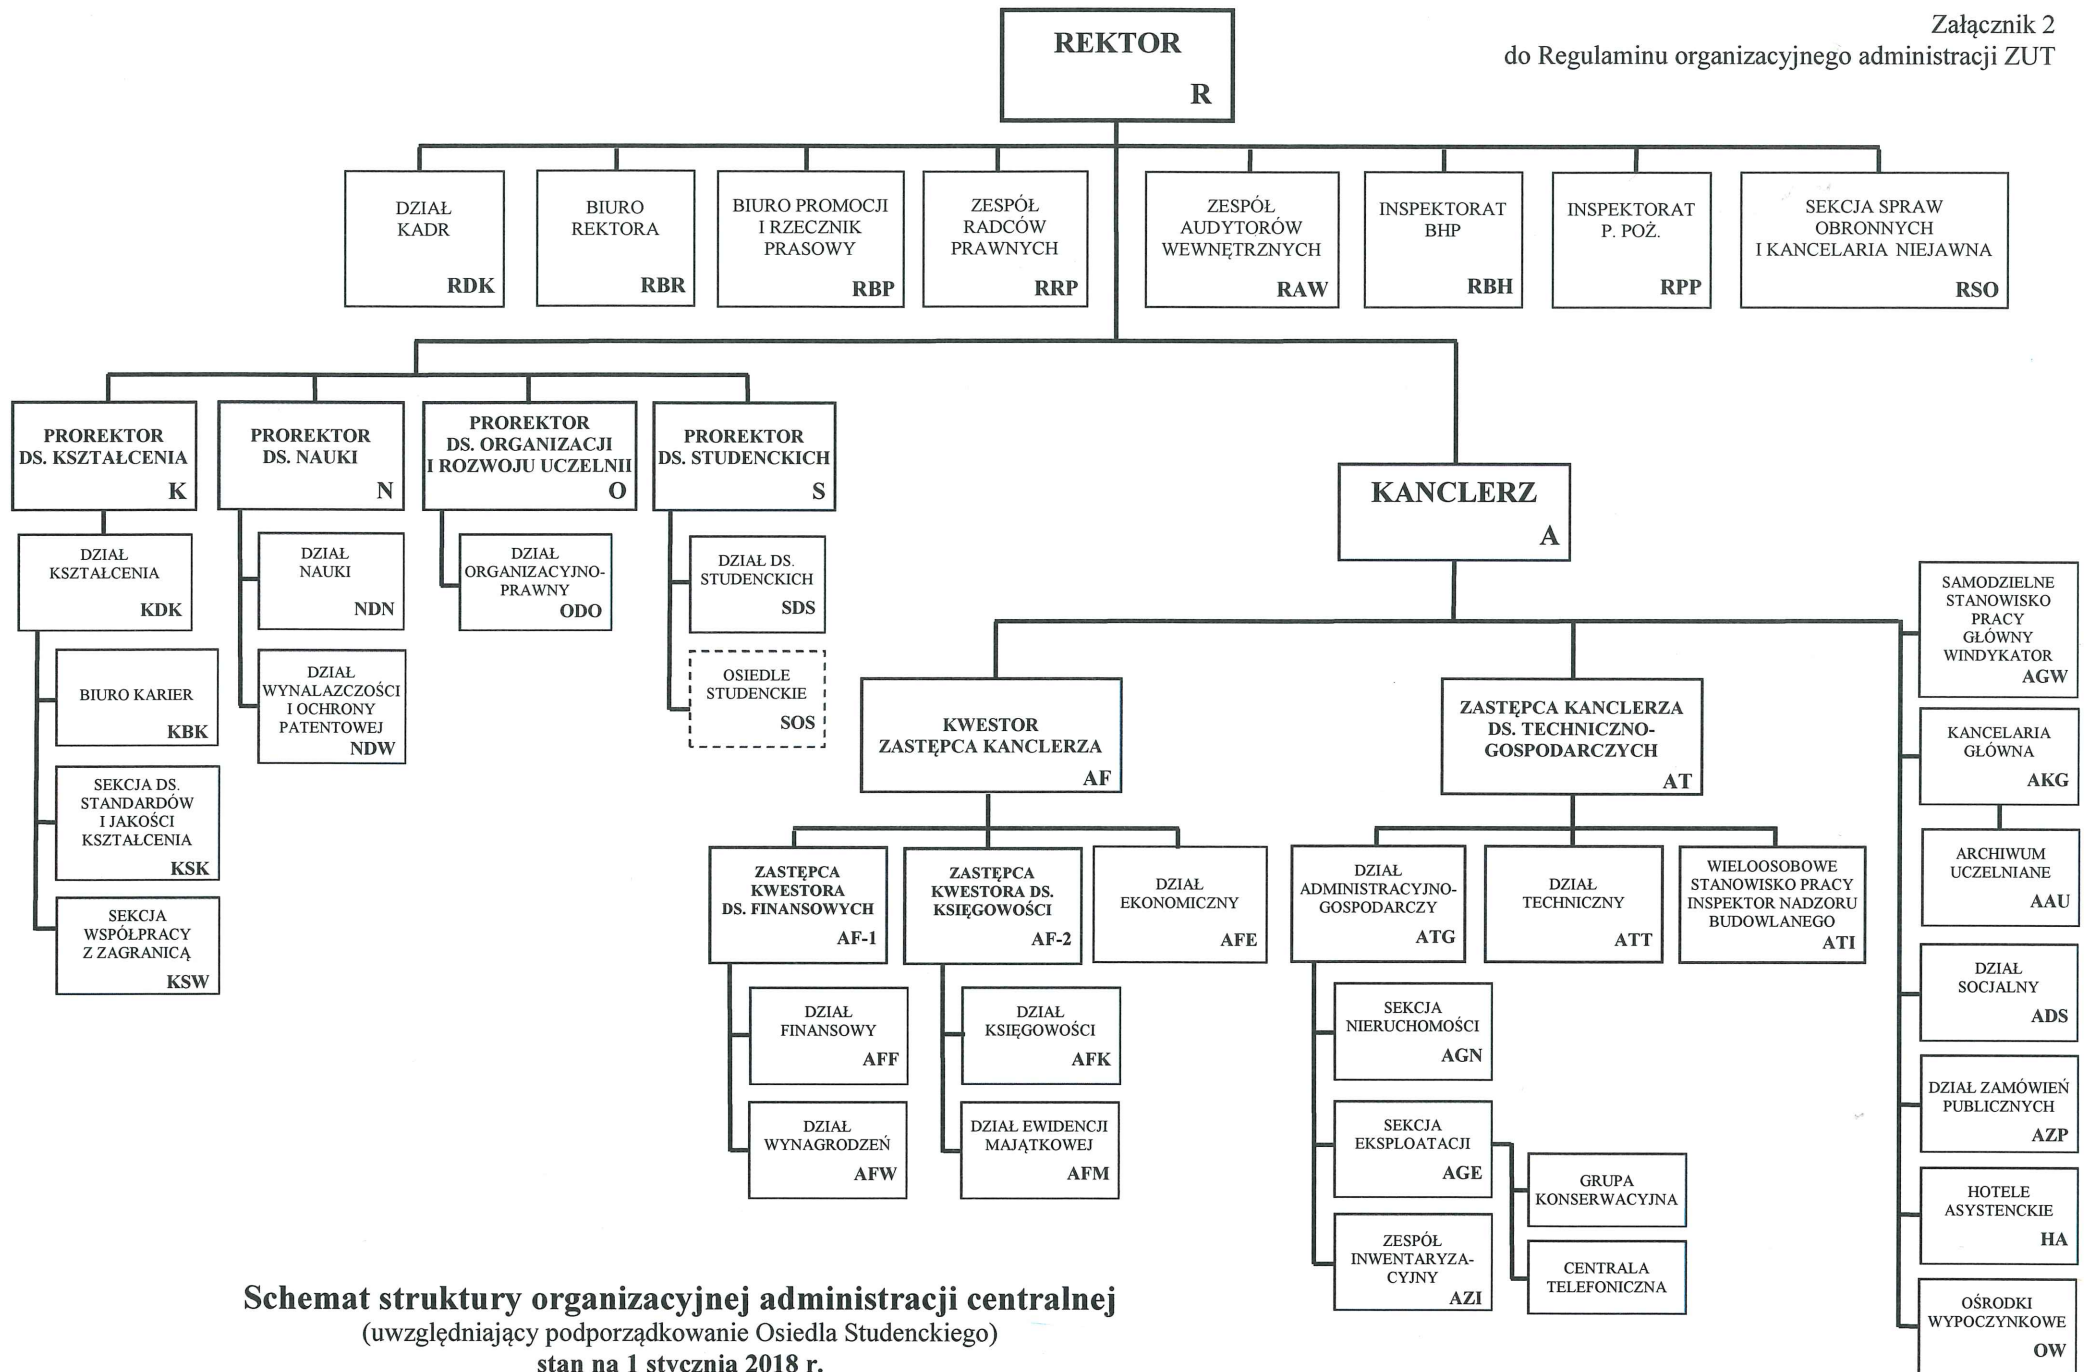 Załącznik 2
do Regulaminu organizacyjnego administracji ZUT
REKTOR
R
DZIAŁ
KADR
RDK
BIURO
REKTORA
RBR
BIURO PROMOCJI
I RZECZNIK
PRASOWY
RBP
ZESPÓŁ
RADCÓW
PRAWNYCH
RRP
ZESPÓŁ
AUDYTORÓW
WEWNĘTRZNYCH
RAW
INSPEKTORAT
BHP
RBH
INSPEKTORAT
P. POŻ.
RPP
SEKCJA SPRAW
OBRONNYCH
I KANCELARIA NIEJAWNA
RSO
PROREKTOR
DS. KSZTAŁCENIA
K
PROREKTOR
DS. NAUKI
N
PROREKTOR
DS. ORGANIZACJI
I ROZWOJU UCZELNII
O
PROREKTOR
DS. STUDENCKICH
S
KANCLERZ
A
DZIAŁ
KSZTAŁCENIA
KDK
BIURO KARIER
KBK
SEKCJA DS.
STANDARDÓW
I JAKOŚCI
KSZTAŁCENIA
KSK
SEKCJA
WSPÓŁPRACY
Z ZAGRANICĄ
KSW
DZIAŁ
NAUKI
NDN
DZIAŁ
WYNALAZCZOŚCI
I OCHRONY
PATENTOWEJ
NDW
DZIAŁ
ORGANIZACYJNO-
PRAWNY
ODO
DZIAŁ DS.
STUDENCKICH
SDS
OSIEDLE
STUDENCKIE
SOS
KWESTOR
ZASTĘPCA KANCLERZA
AF
ZASTĘPCA KANCLERZA
DS. TECHNICZNO-
GOSPODARCZYCH
AT
ZASTĘPCA
KWESTORA
DS. FINANSOWYCH
AF-1
ZASTĘPCA
KWESTORA DS.
KSIĘGOWOŚCI
AF-2
DZIAŁ
EKONOMICZNY
AFE
DZIAŁ
FINANSOWY
AFF
DZIAŁ
WYNAGRODZEŃ
AFW
DZIAŁ
KSIĘGOWOŚCI
AFK
DZIAŁ EWIDENCJI
MAJĄTKOWEJ
AFM
DZIAŁ
ADMINISTRACYJNO-
GOSPODARCZY
ATG
DZIAŁ
TECHNICZNY
ATT
WIELOOSOBOWE
STANOWISKO PRACY
INSPEKTOR NADZORU
BUDOWLANEGO
ATI
SEKCJA
NIERUCHOMOŚCI
AGN
SEKCJA
EKSPLOATACJI
AGE
ZESPÓŁ
INWENTARYZA-
CYJNY
AZI
GRUPA
KONSERWACYJNA
CENTRALA
TELEFONICZNA
SAMODZIELNE
STANOWISKO
PRACY
GŁÓWNY
WINDYKATOR
AGW
KANCELARIA
GŁÓWNA
AKG
ARCHIWUM
UCZELNIANE
AAU
DZIAŁ
SOCJALNY
ADS
DZIAŁ ZAMÓWIEŃ
PUBLICZNYCH
AZP
HOTELE
ASYSTENCKIE
HA
OŚRODKI
WYPOCZYNKOWE
OW
Schemat struktury organizacyjnej administracji centralnej
(uwzględniający podporządkowanie Osiedla Studenckiego)
stan na 1 stycznia 2018 r.